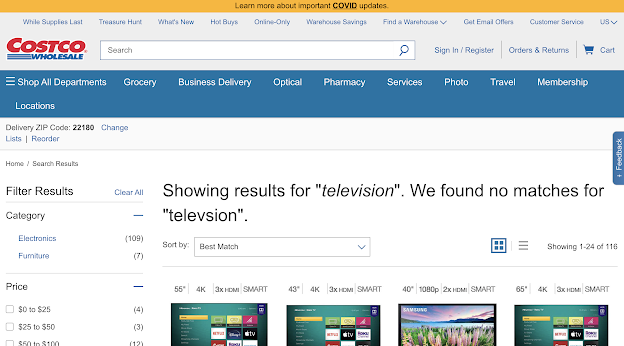 Learn more about important COVID updates.
While Supplies Last Treasure Hunt What's New Hot Buys Online-Only Warehouse Savings Find a Warehouse Get Email Offers Customer Service US
COSTCO WHOLESALE
Search
Sign In / Register Orders & Returns Cart
Shop All Departments Grocery Business Delivery Optical Pharmacy Services Photo Travel Membership
Locations
Delivery ZIP Code: 22180 Change
Lists | Reorder
+ Feedback
Home / Search Results
Filter Results Clear All
Category
Electronics (109)
Furniture (7)
Price
$0 to $25 (4)
$25 to $50 (3)
$50 to $100 (12)
Showing results for "television". We found no matches for
"televsion".
Sort by: Best Match Showing 1-24 of 116
55" 4K 3x HDMI SMART 43" 4K 3x HDMI SMART 40" 1080p 2x HDMI SMART 65" 4K 3x HDMI SMART
SAMSUNG